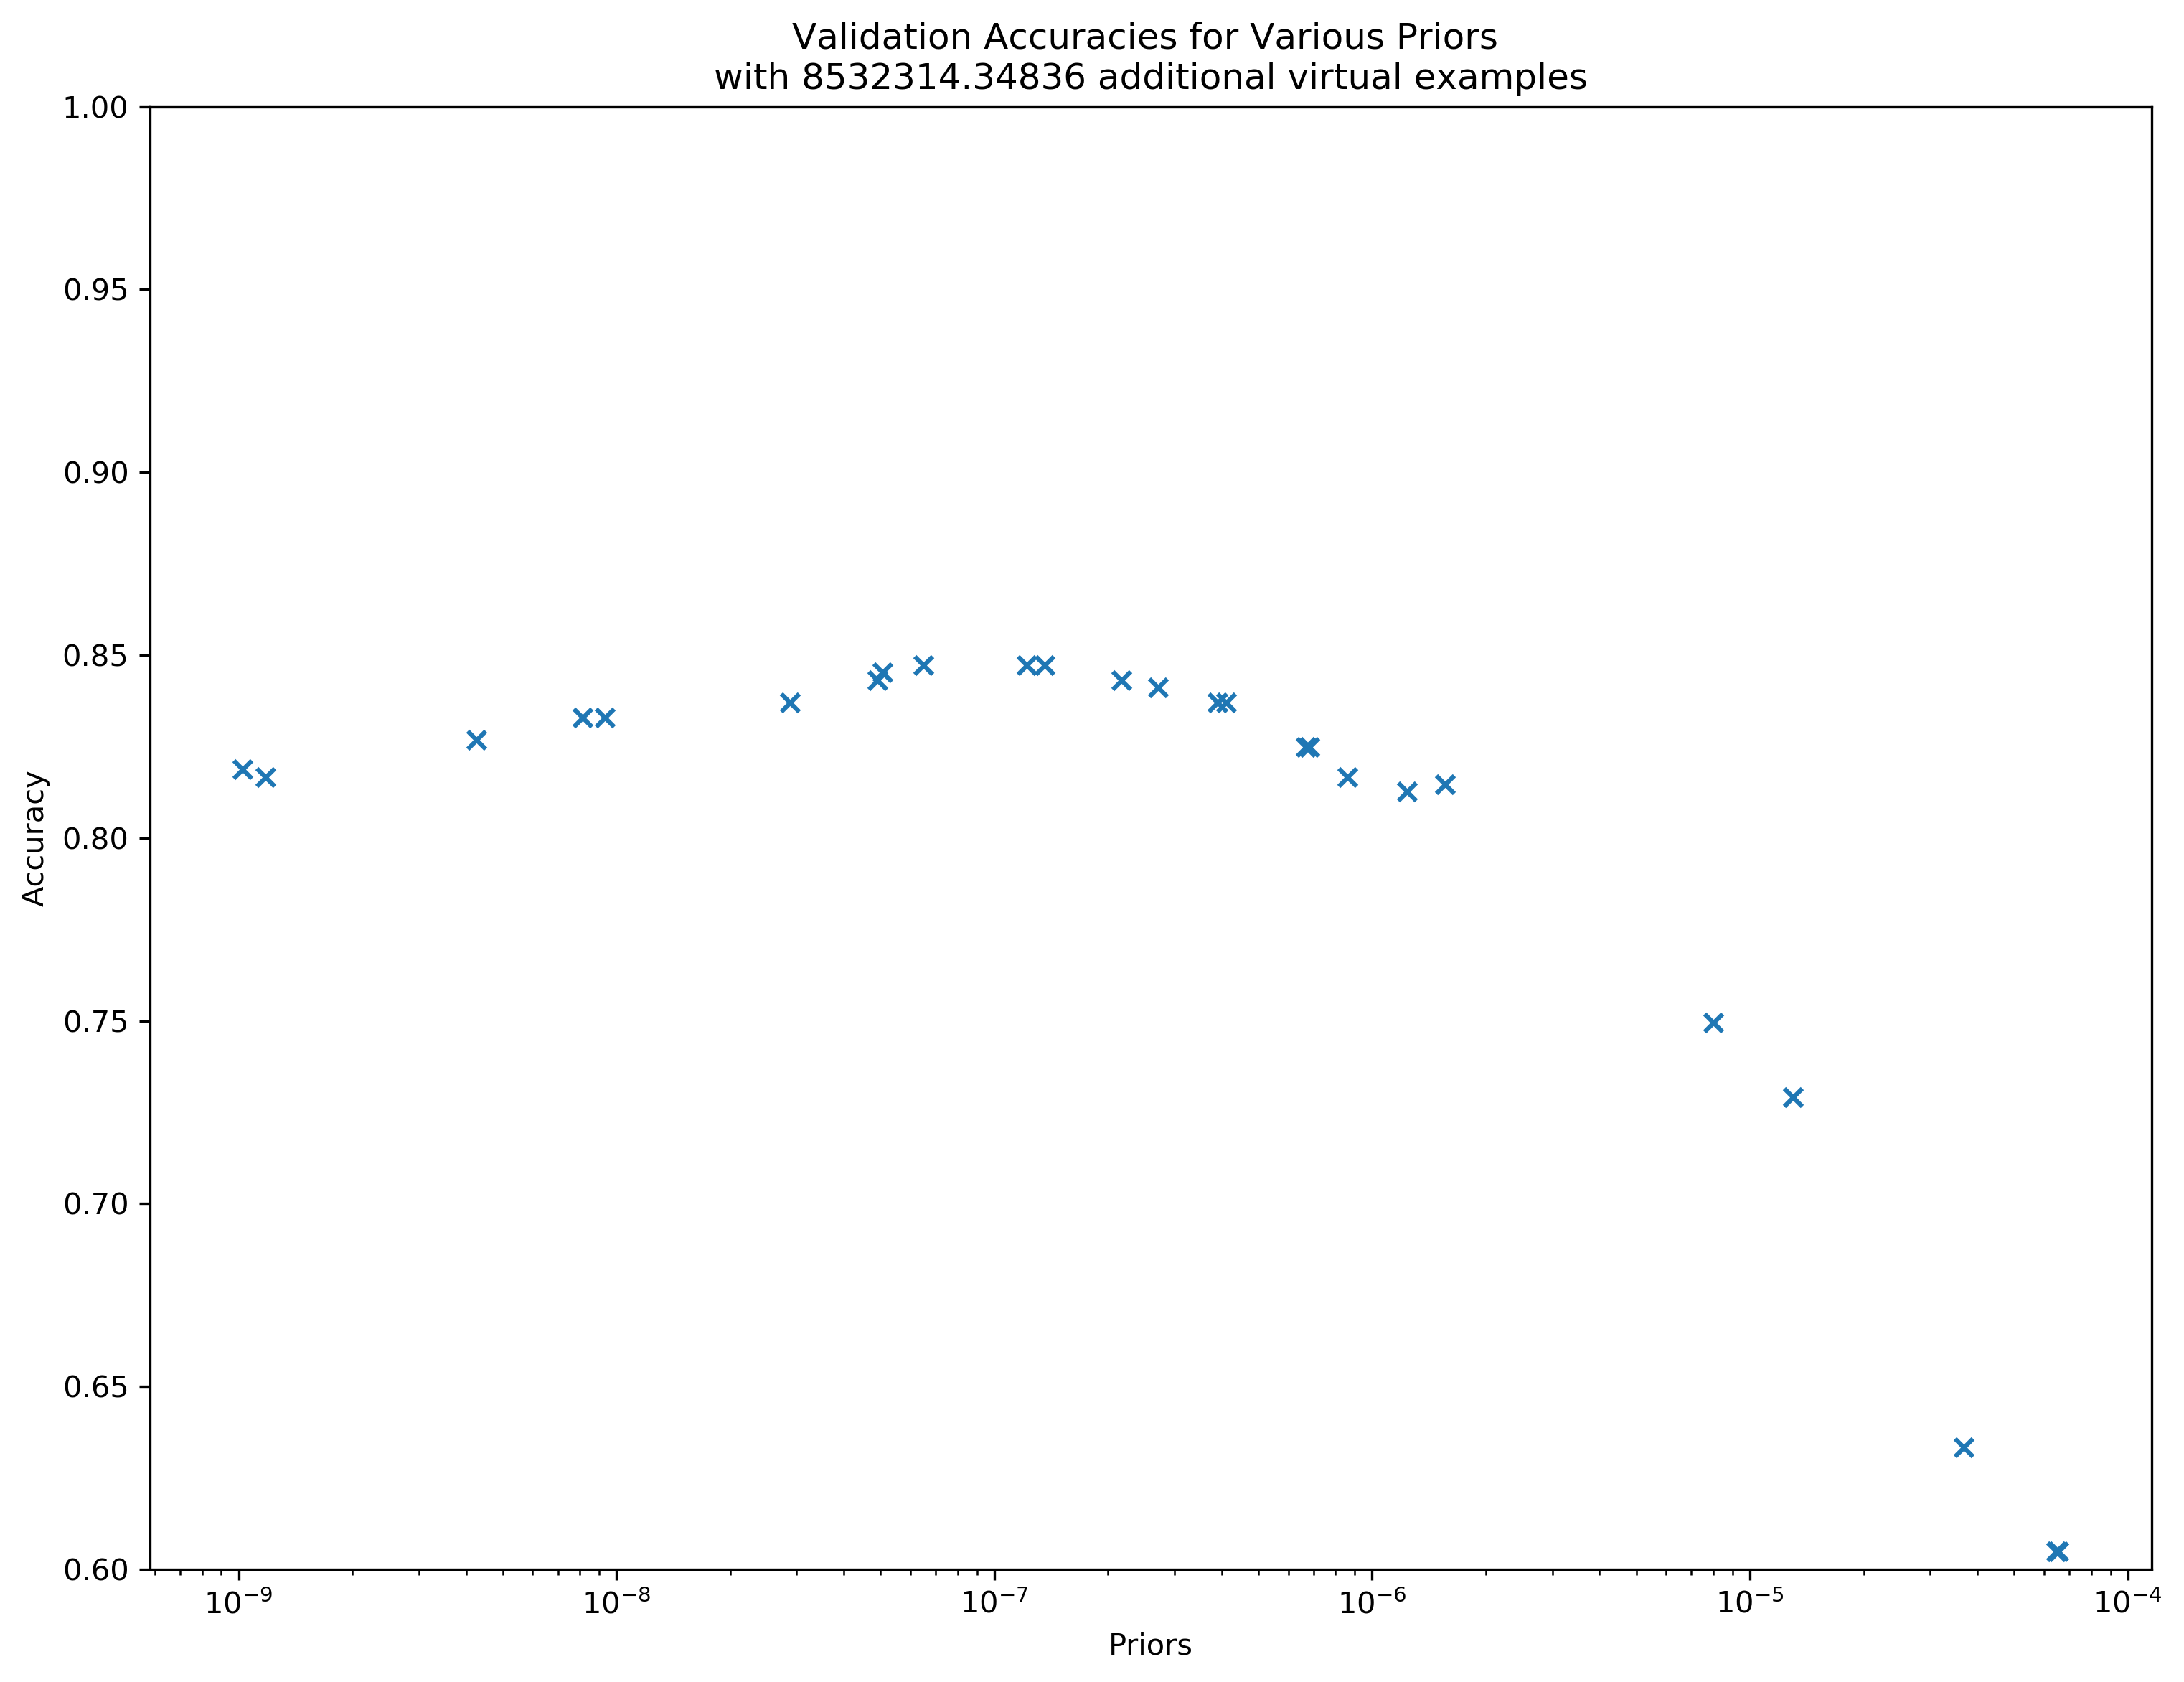 Validation Accuracies for Various Priors
with 8532314.34836 additional virtual examples
1.00
0.95
0.90
0.85
0.80
0.75
0.70
0.65
0.60
Accuracy
10⁻⁹ 10⁻⁸ 10⁻⁷ 10⁻⁶ 10⁻⁵ 10⁻⁴
Priors